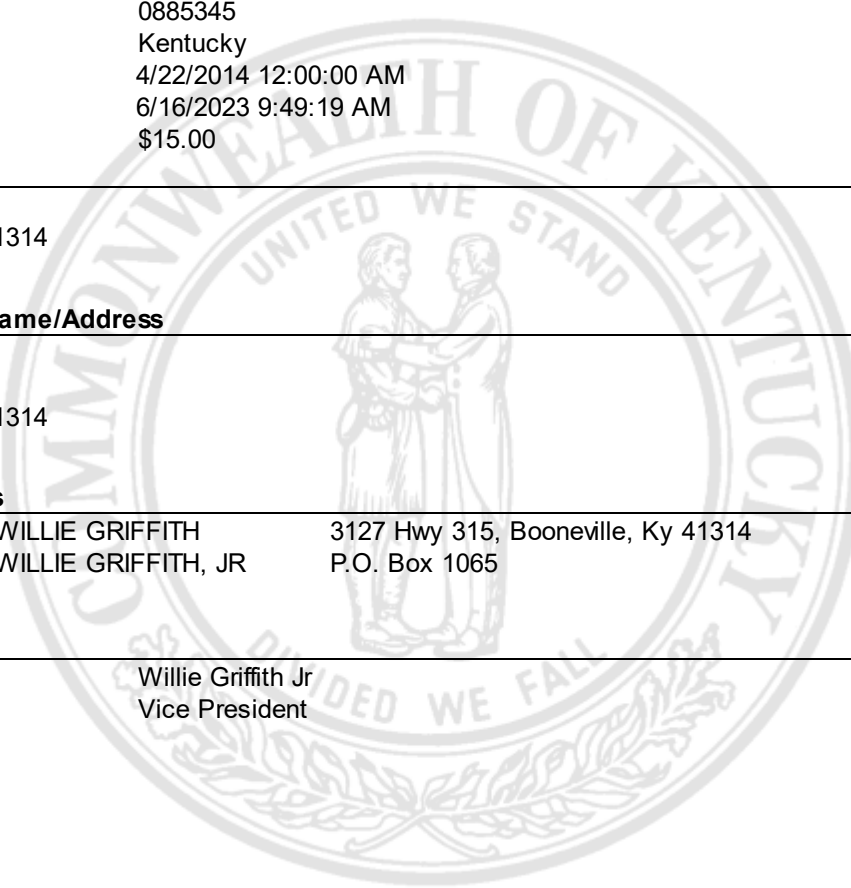 0885345
Kentucky
4/22/2014 12:00:00 AM
6/16/2023 9:49:19 AM
$15.00
1314
ame/Address
1314
s
WILLIE GRIFFITH 3127 Hwy 315, Booneville, Ky 41314
WILLIE GRIFFITH, JR P.O. Box 1065
Willie Griffith Jr
Vice President
COMMONWEALTH OF KENTUCKY
UNITED WE STAND
DIVIDED WE FALL